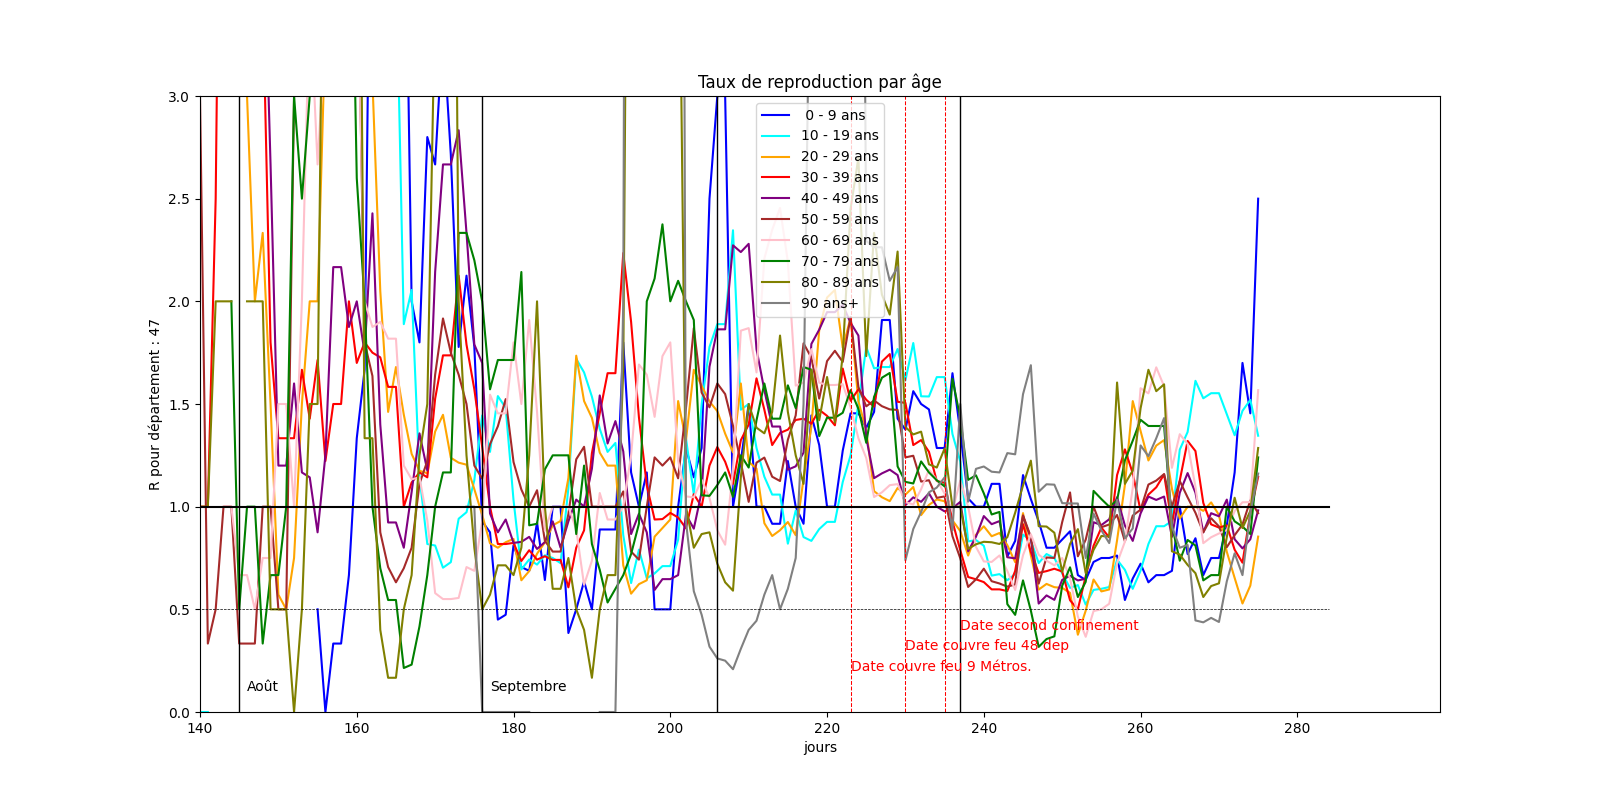 Taux de reproduction par âge
R pour département : 47
3.0
2.5
2.0
1.5
1.0
0.5
0.0
0 - 9 ans
10 - 19 ans
20 - 29 ans
30 - 39 ans
40 - 49 ans
50 - 59 ans
60 - 69 ans
70 - 79 ans
80 - 89 ans
90 ans+
Date second confinement
Date couvre feu 48 dep
Date couvre feu 9 Métros.
Août
Septembre
140
160
180
200
220
240
260
280
jours